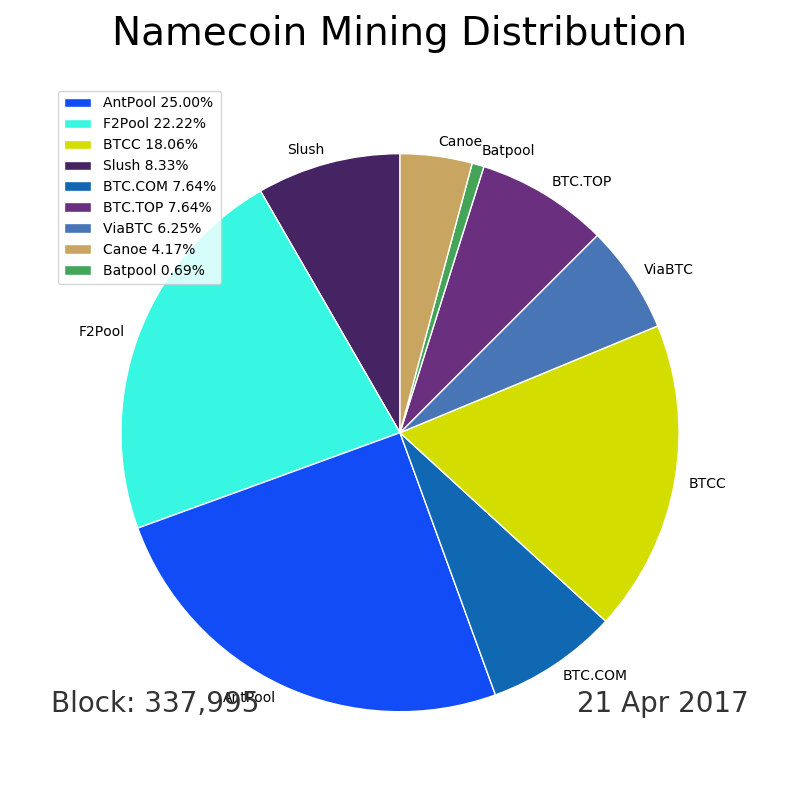 Namecoin Mining Distribution
AntPool 25.00%
F2Pool 22.22%
BTCC 18.06%
Slush 8.33%
BTC.COM 7.64%
BTC.TOP 7.64%
ViaBTC 6.25%
Canoe 4.17%
Batpool 0.69%
Slush
Canoe
Batpool
BTC.TOP
ViaBTC
F2Pool
BTCC
BTC.COM
AntPool
Block: 337,995
21 Apr 2017